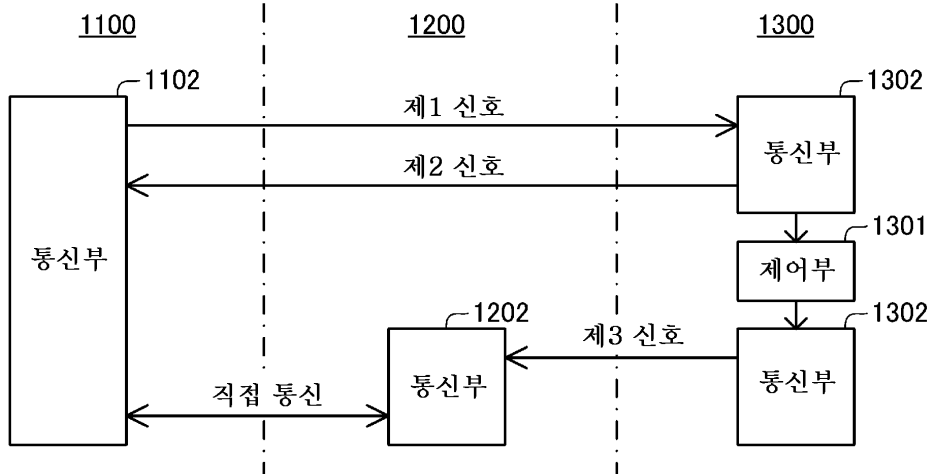 1100
1200
1300
1102
1302
제1 신호
통신부
제2 신호
1301
통신부
제어부
1202
1302
제3 신호
통신부
통신부
직접 통신